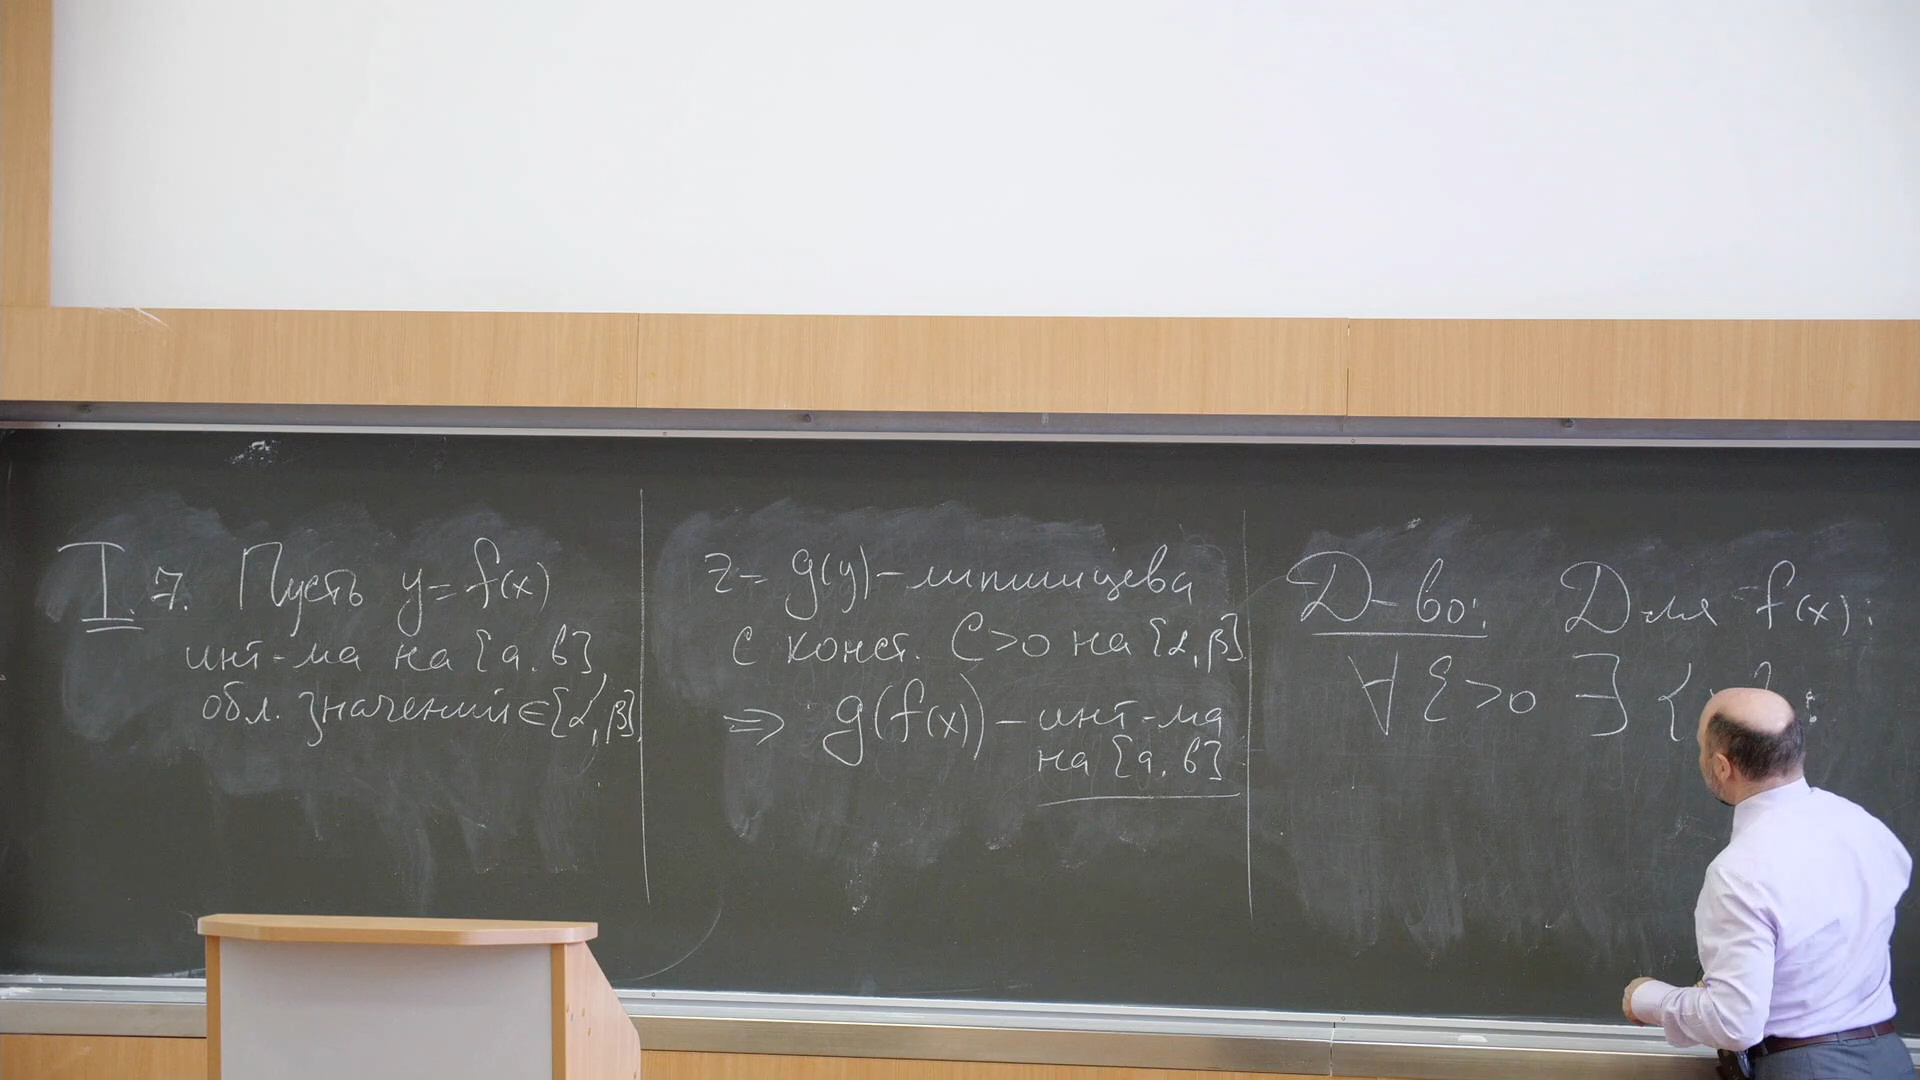 I. 7. Пусть y = f(x)
инт-ма на [a, b],
обл. значений ∈ [α, β]
z = g(y) – липшицева
с конст. C > 0 на [α, β]
⇒ g(f(x)) – инт-ма
на [a, b]
Д-во: Для f(x):
∀ ε > 0 ∃ {